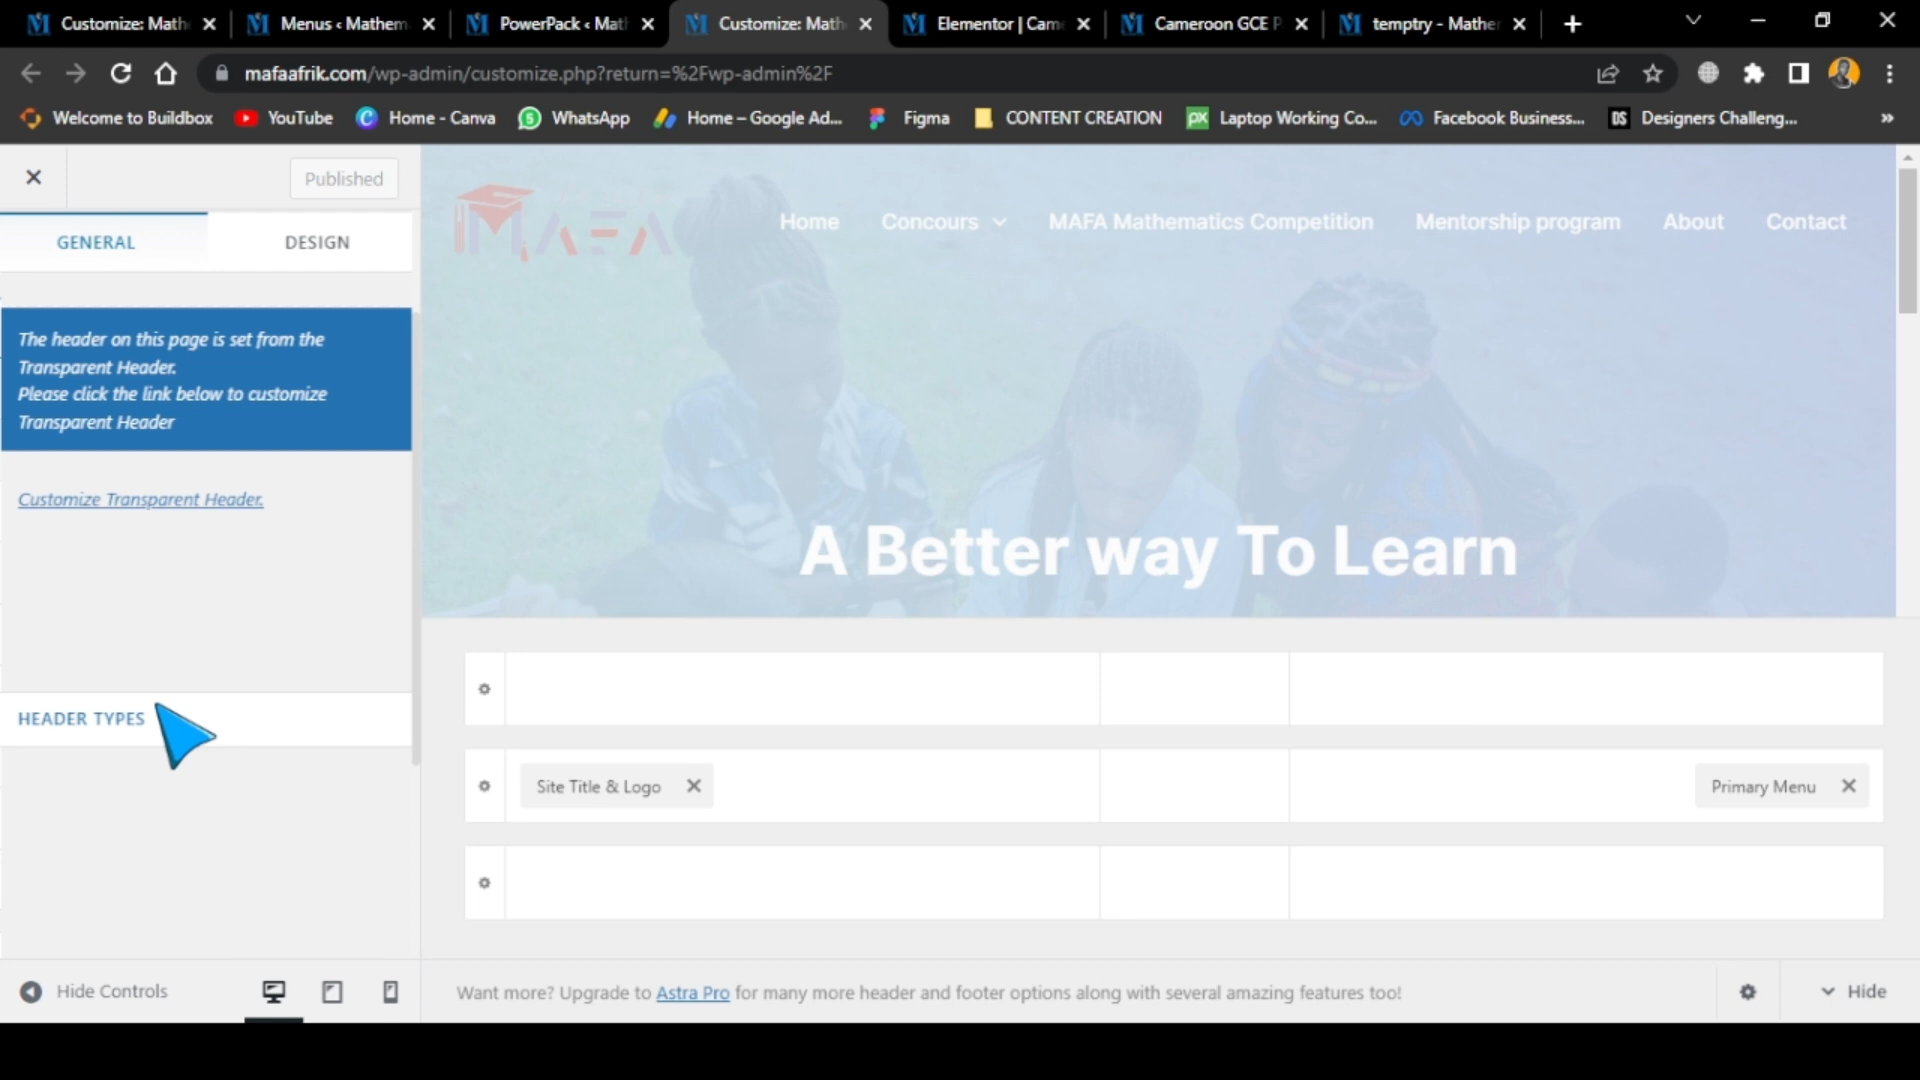 Customize: Math
Menus ‹ Mathem
PowerPack ‹ Mat
Customize: Math
Elementor | Cam
Cameroon GCE P
temptry - Mathe
mafaafrik.com/wp-admin/customize.php?return=%2Fwp-admin%2F
Welcome to Buildbox
YouTube
Home - Canva
WhatsApp
Home – Google Ad...
Figma
CONTENT CREATION
Laptop Working Co...
Facebook Business...
Designers Challeng...
»
Published
GENERAL
DESIGN
The header on this page is set from the
Transparent Header.
Please click the link below to customize
Transparent Header
Customize Transparent Header.
HEADER TYPES
Hide Controls
MAFA
Home
Concours
MAFA Mathematics Competition
Mentorship program
About
Contact
A Better way To Learn
Site Title & Logo
Primary Menu
Want more? Upgrade to Astra Pro for many more header and footer options along with several amazing features too!
Hide